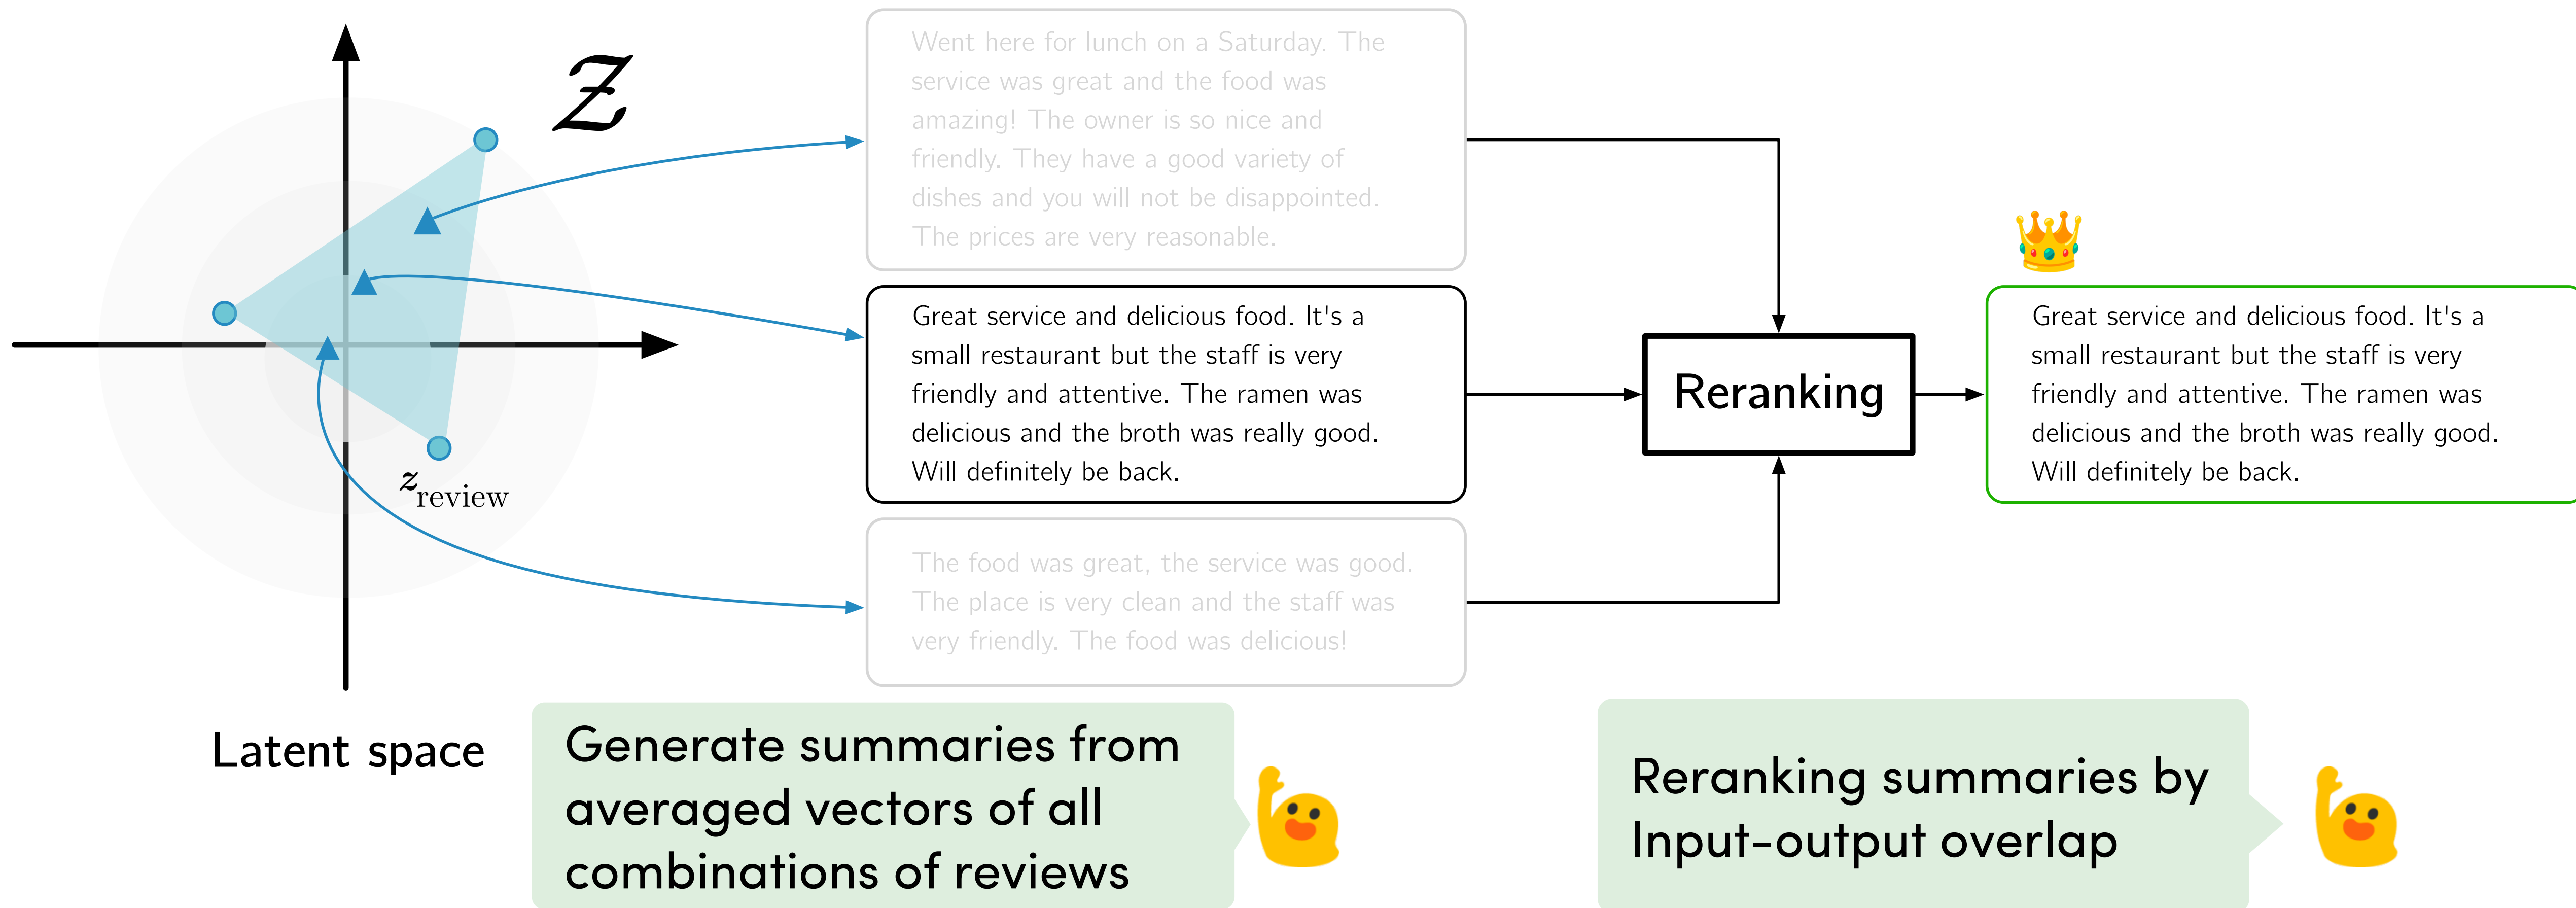 Z
Went here for lunch on a Saturday. The
service was great and the food was
amazing! The owner is so nice and
friendly. They have a good variety of
dishes and you will not be disappointed.
The prices are very reasonable.
z_review
Great service and delicious food. It's a
small restaurant but the staff is very
friendly and attentive. The ramen was
delicious and the broth was really good.
Will definitely be back.
The food was great, the service was good.
The place is very clean and the staff was
very friendly. The food was delicious!
Reranking
Great service and delicious food. It's a
small restaurant but the staff is very
friendly and attentive. The ramen was
delicious and the broth was really good.
Will definitely be back.
Latent space
Generate summaries from
averaged vectors of all
combinations of reviews
Reranking summaries by
Input-output overlap